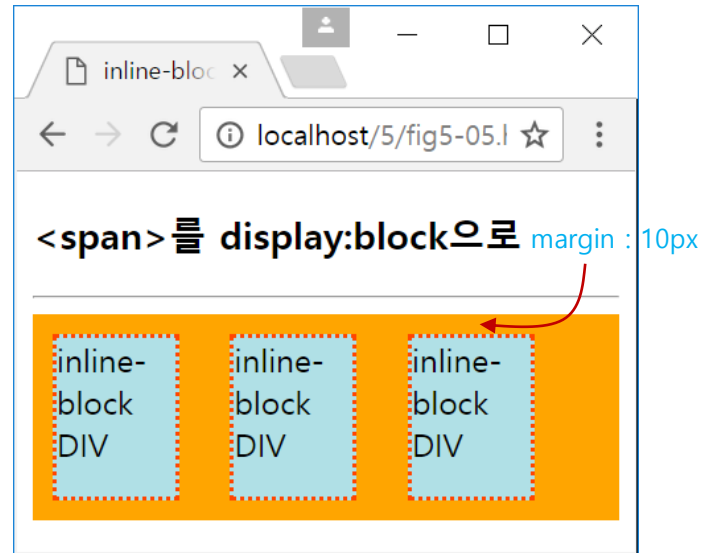 inline-bloc
localhost/5/fig5-05.h
<span>를 display:block으로
margin : 10px
inline-
block
DIV
inline-
block
DIV
inline-
block
DIV